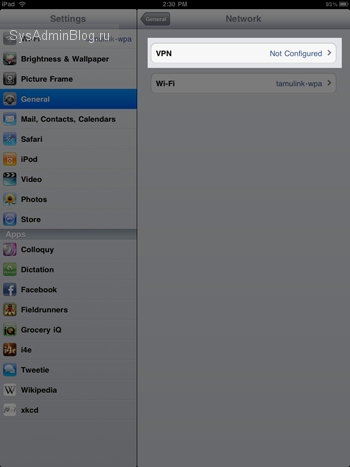 iPad
2:30 PM
93%
Settings
General
Network
SysAdminBlog.ru
link-wpa
Brightness & Wallpaper
Picture Frame
General
Mail, Contacts, Calendars
Safari
iPod
Video
Photos
Store
Apps
Colloquy
Dictation
Facebook
Fieldrunners
Grocery iQ
i4e
Tweetie
Wikipedia
xkcd
VPN Not Configured
Wi-Fi tamulink-wpa